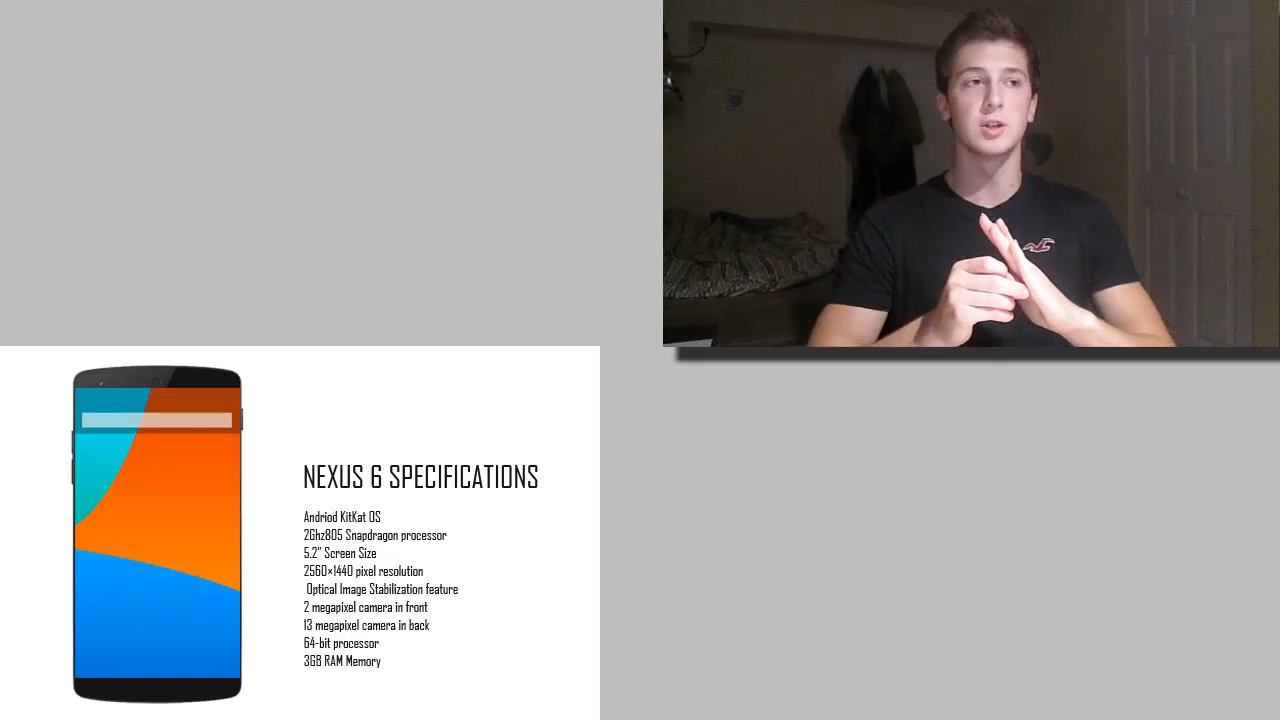 NEXUS 6 SPECIFICATIONS
Andriod KitKat OS
2Ghz805 Snapdragon processor
5.2" Screen Size
2560×1440 pixel resolution
Optical Image Stabilization feature
2 megapixel camera in front
13 megapixel camera in back
64-bit processor
3GB RAM Memory